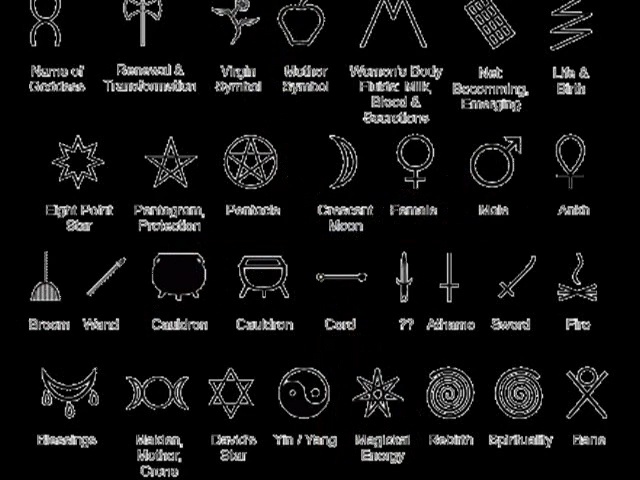 Name of
Goddess
Renewal &
Transformation
Virgin
Symbol
Mother
Symbol
Women's Body
Fluids: Milk,
Blood &
Secretions
Net:
Becomming,
Emerging
Life &
Birth
Eight Point
Star
Pentagram,
Protection
Pentacle
Crescent
Moon
Female
Male
Ankh
Broom
Wand
Cauldron
Cauldron
Cord
??
Athame
Sword
Fire
Blessings
Maiden,
Mother,
Crone
David's
Star
Yin / Yang
Magickal
Energy
Rebirth
Spirituality
Bane